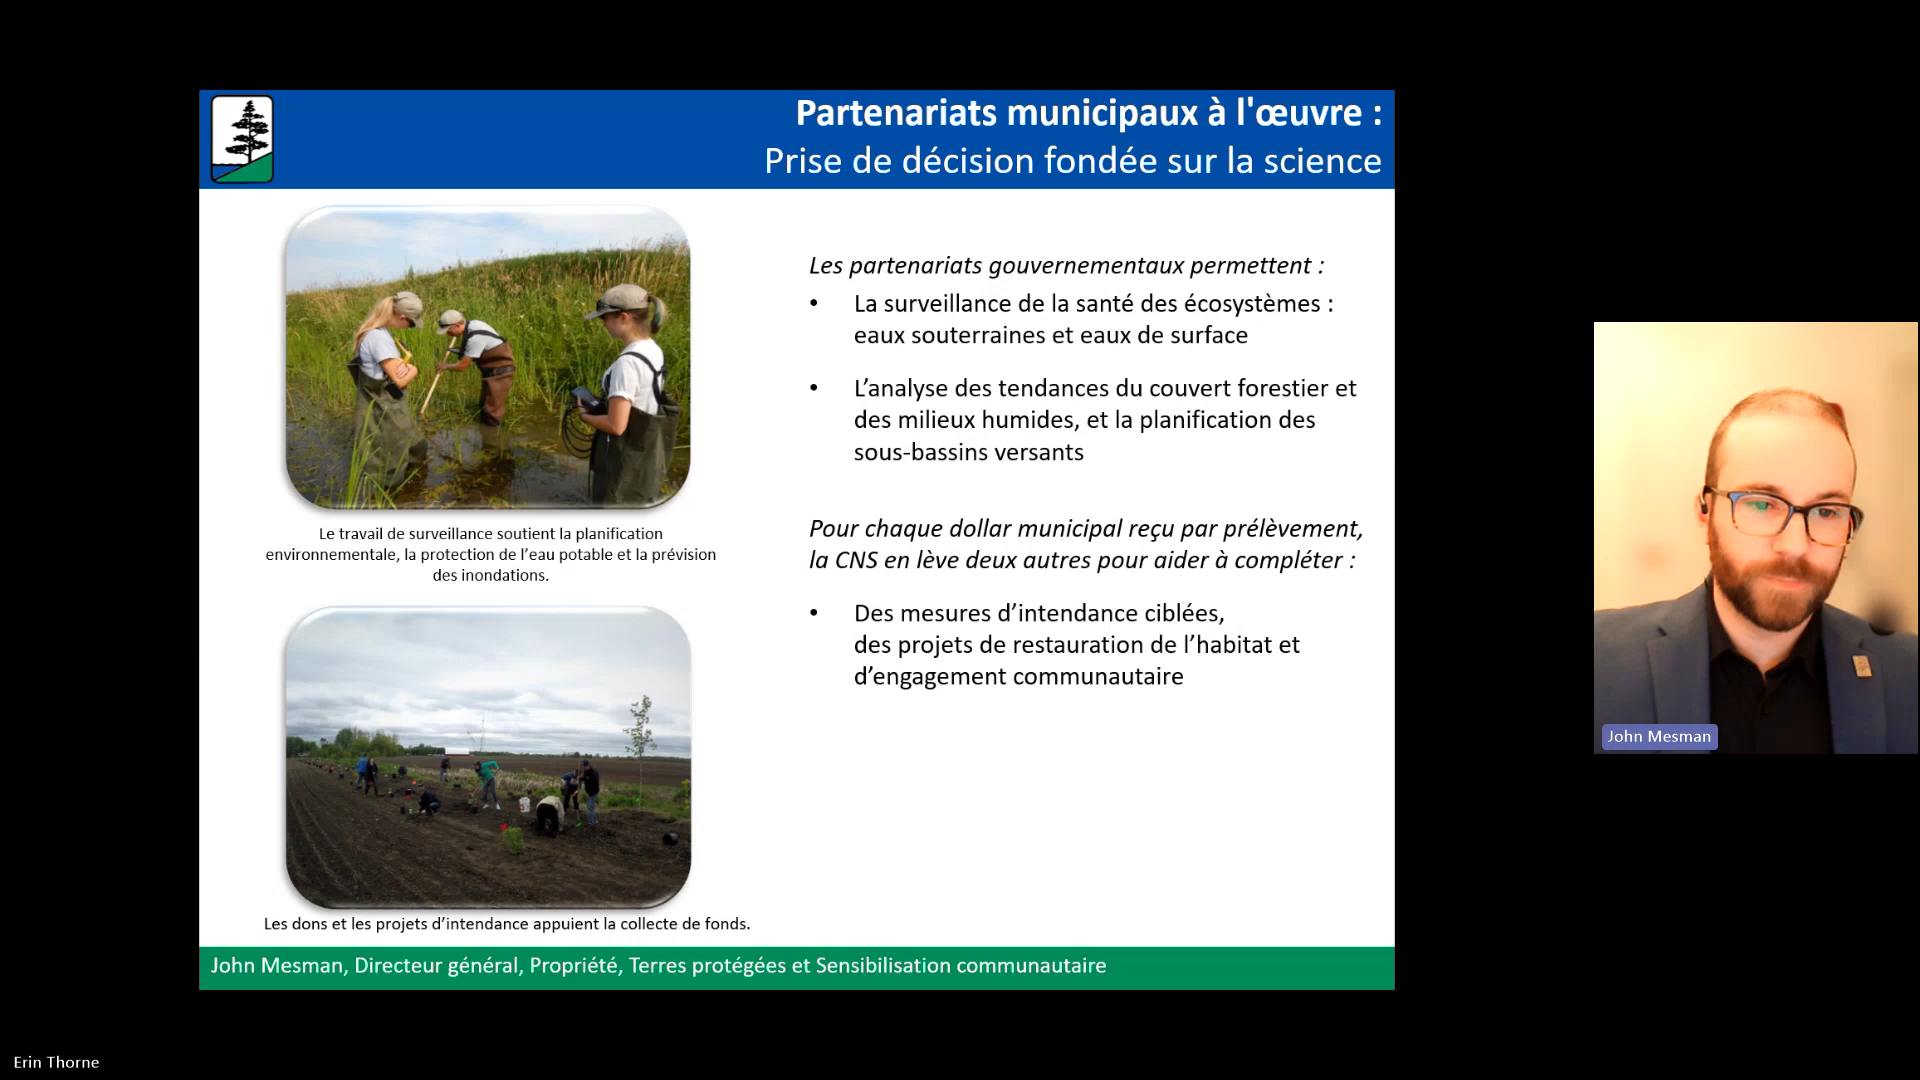 Partenariats municipaux à l'œuvre :
Prise de décision fondée sur la science
Les partenariats gouvernementaux permettent :
• La surveillance de la santé des écosystèmes :
eaux souterraines et eaux de surface
• L’analyse des tendances du couvert forestier et
des milieux humides, et la planification des
sous-bassins versants
Pour chaque dollar municipal reçu par prélèvement,
la CNS en lève deux autres pour aider à compléter :
• Des mesures d’intendance ciblées,
des projets de restauration de l’habitat et
d’engagement communautaire
Le travail de surveillance soutient la planification
environnementale, la protection de l’eau potable et la prévision
des inondations.
Les dons et les projets d’intendance appuient la collecte de fonds.
John Mesman, Directeur général, Propriété, Terres protégées et Sensibilisation communautaire
John Mesman
Erin Thorne